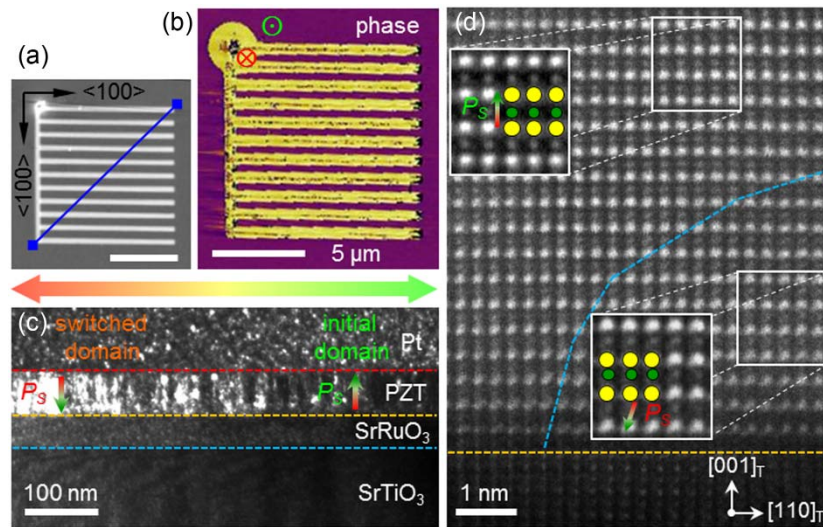 (a)
<100>
<100>
(b)
phase
5 µm
(c)
switched
domain
initial
domain
Pt
Ps
Ps
PZT
SrRuO3
SrTiO3
100 nm
(d)
Ps
Ps
1 nm
[001]T
[110]T